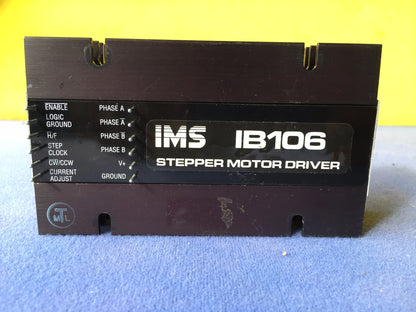 ENABLE
LOGIC
GROUND
H/F
STEP
CLOCK
CW/CCW
CURRENT
ADJUST
PHASE A
PHASE A̅
PHASE B̅
PHASE B
V+
GROUND
IMS IB106
STEPPER MOTOR DRIVER
MTL